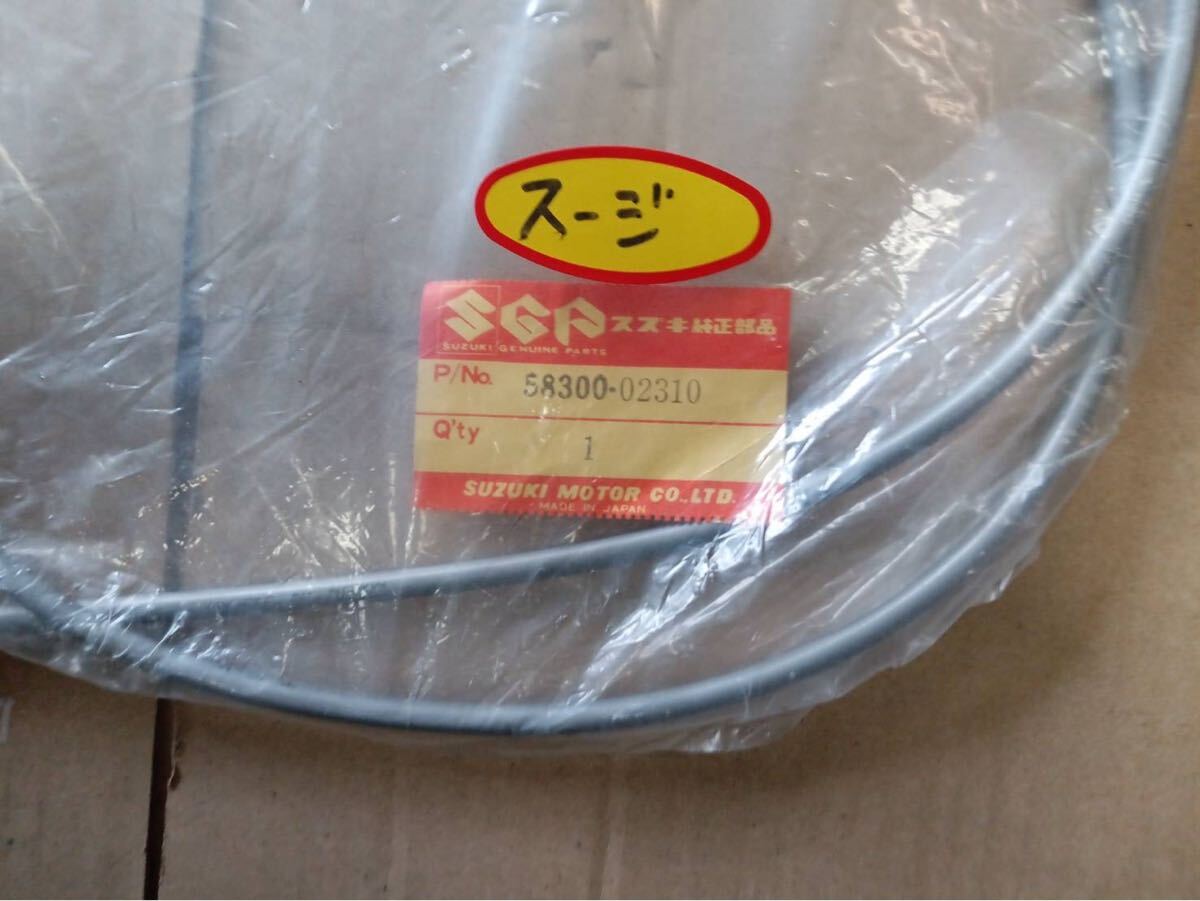 スージ
SGP スズキ純正部品
SUZUKI GENUINE PARTS
P/No. 58300-02310
Q'ty 1
SUZUKI MOTOR CO.,LTD.
MADE IN JAPAN